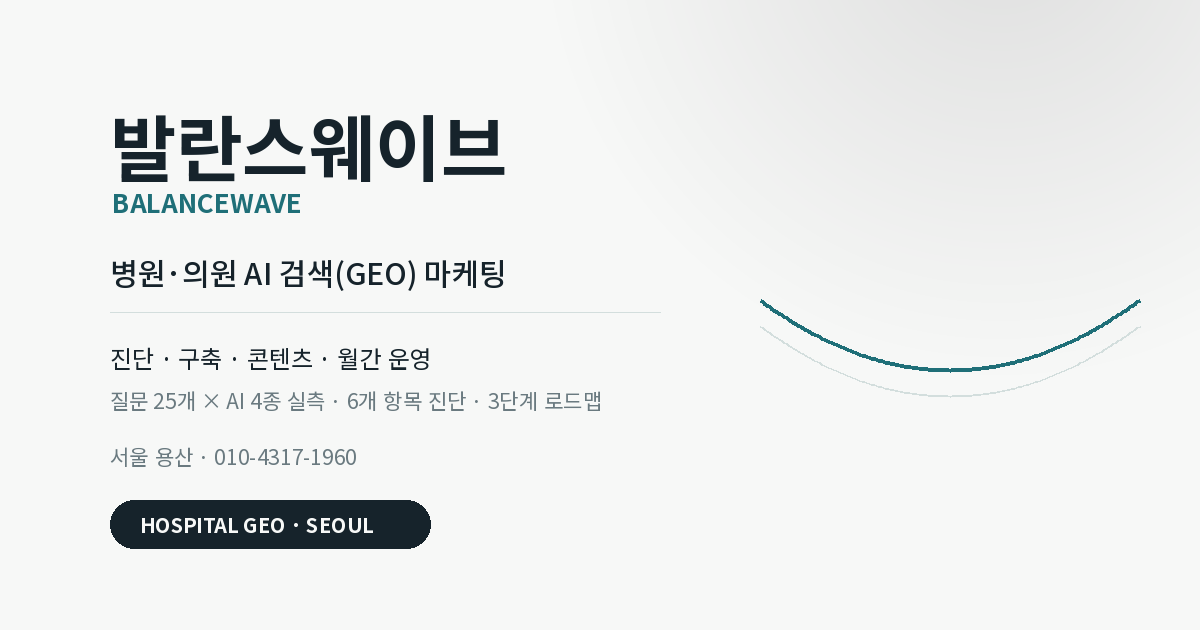 발란스웨이브
BALANCEWAVE
병원·의원 AI 검색(GEO) 마케팅
진단 · 구축 · 콘텐츠 · 월간 운영
질문 25개 × AI 4종 실측 · 6개 항목 진단 · 3단계 로드맵
서울 용산 · 010-4317-1960
HOSPITAL GEO · SEOUL